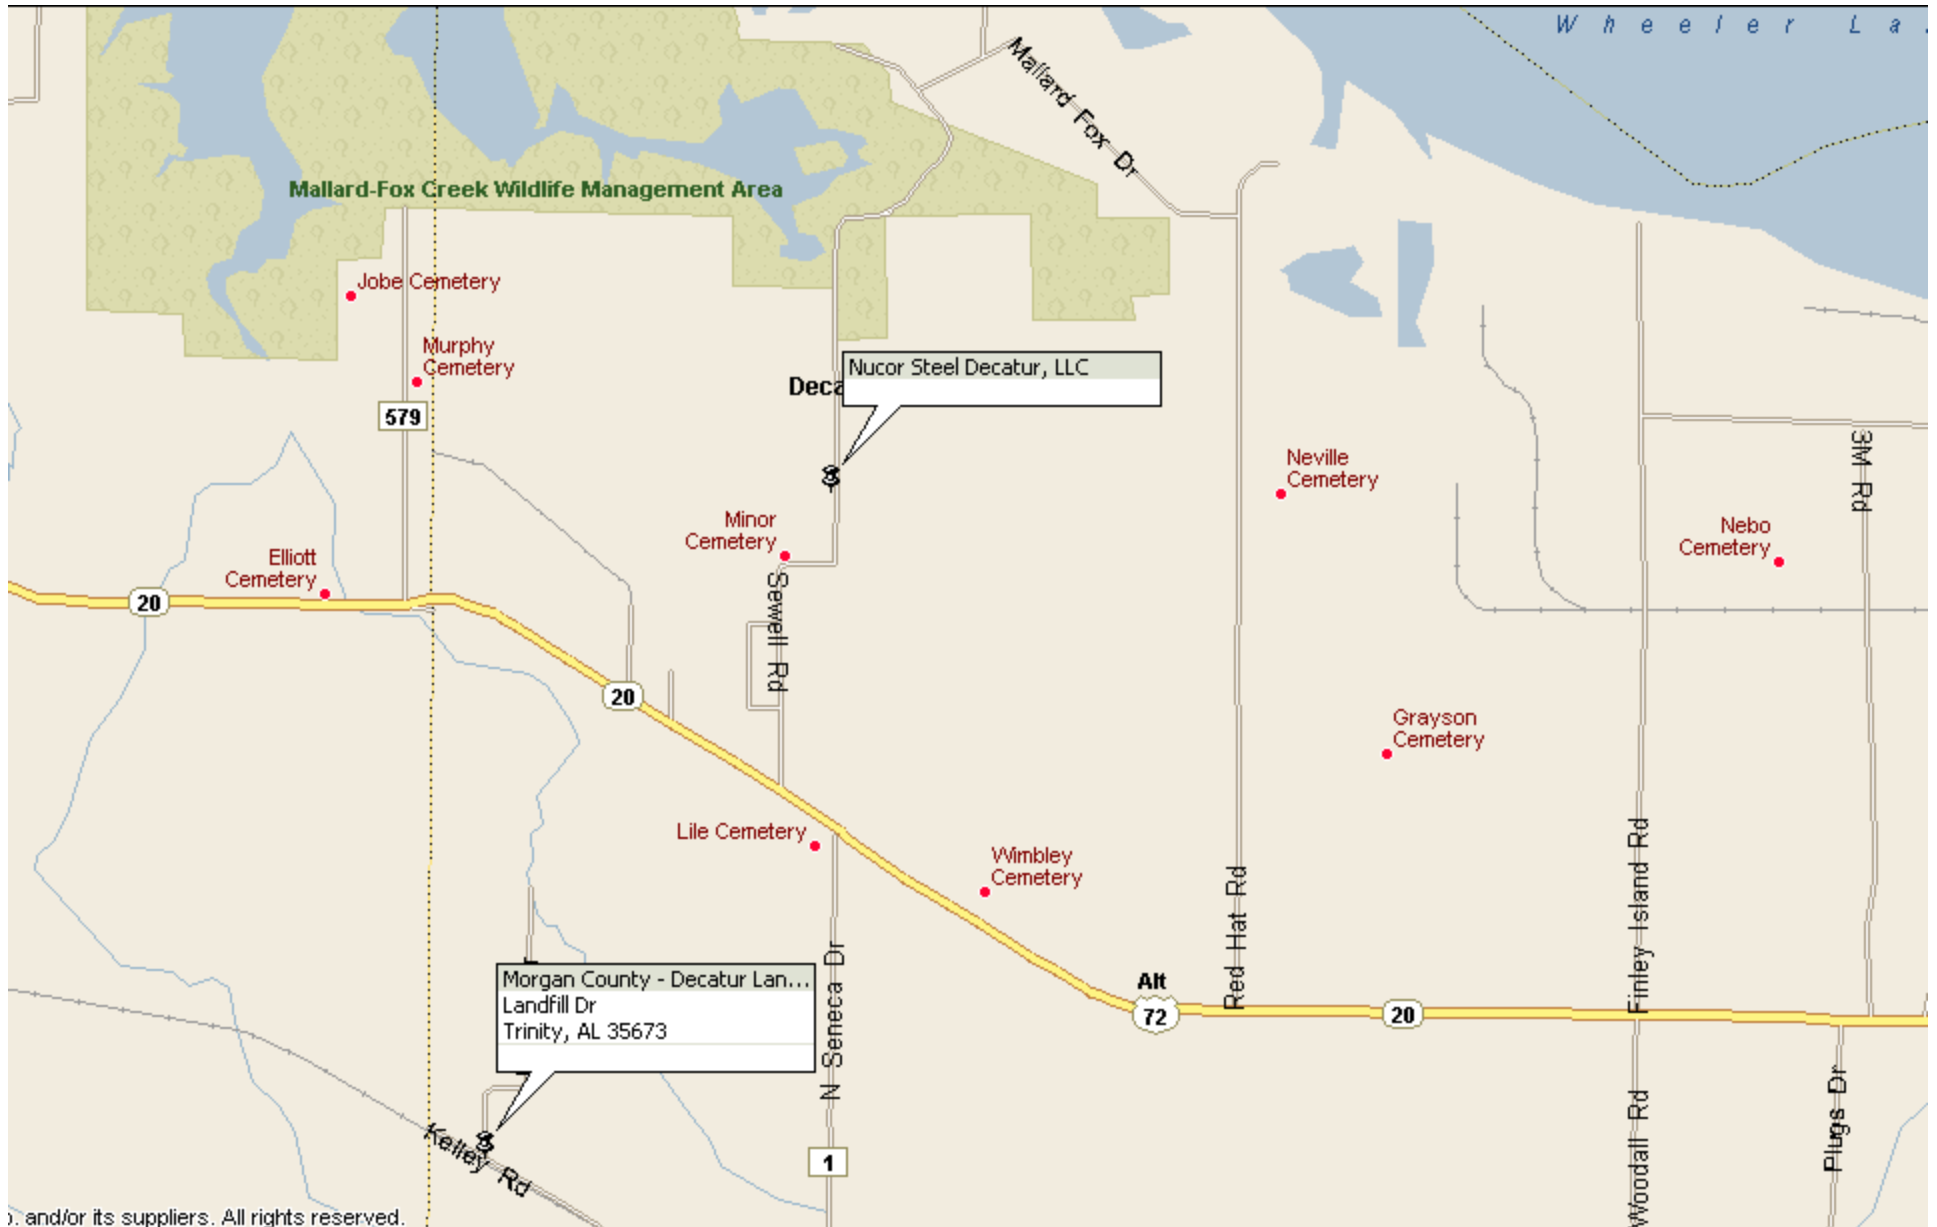 Wheeler La
Mallard Fox Dr
Mallard-Fox Creek Wildlife Management Area
Jobe Cemetery
Murphy
Cemetery
579
Nucor Steel Decatur, LLC
Neville
Cemetery
3M Rd
Minor
Cemetery
Nebo
Cemetery
Elliott
Cemetery
20
Sewell Rd
20
Grayson
Cemetery
Lile Cemetery
Wimbley
Cemetery
Red Hat Rd
Finley Island Rd
N Seneca Dr
Morgan County - Decatur Lan...
Landfill Dr
Trinity, AL 35673
Alt
72
20
Kelley Rd
1
Woodall Rd
Plugs Dr
. and/or its suppliers. All rights reserved.